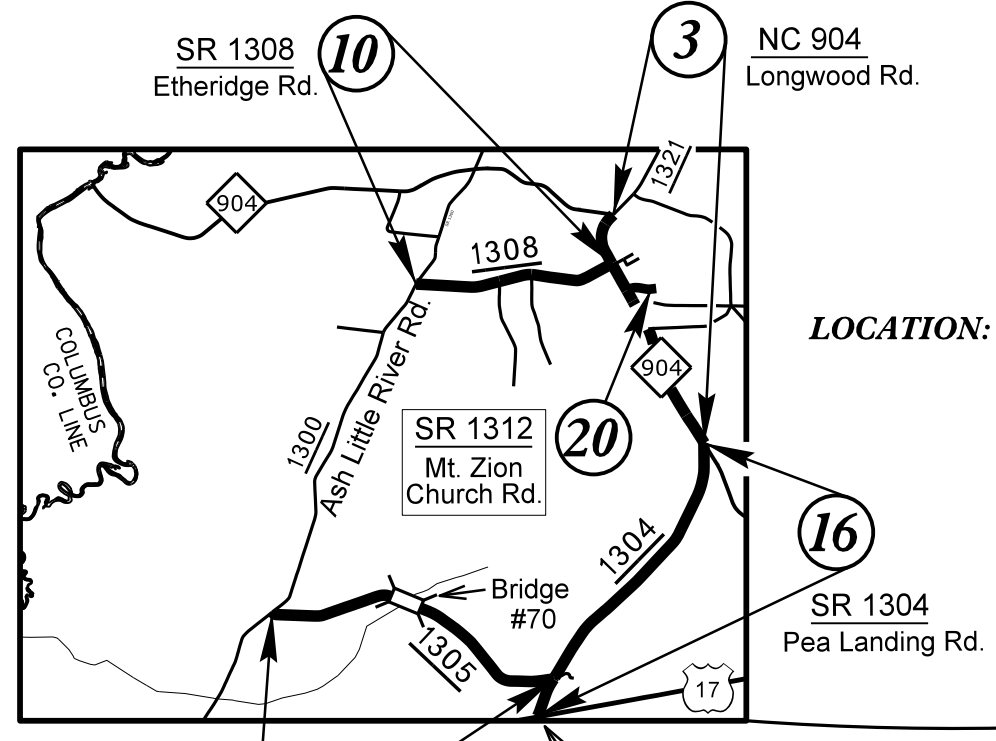 SR 1308
Etheridge Rd.
10
3
NC 904
Longwood Rd.
1321
904
1308
LOCATION:
COLUMBUS
CO. LINE
904
1300
Ash Little River Rd.
SR 1312
Mt. Zion
Church Rd.
20
16
1304
SR 1304
Pea Landing Rd.
Bridge
#70
1305
17